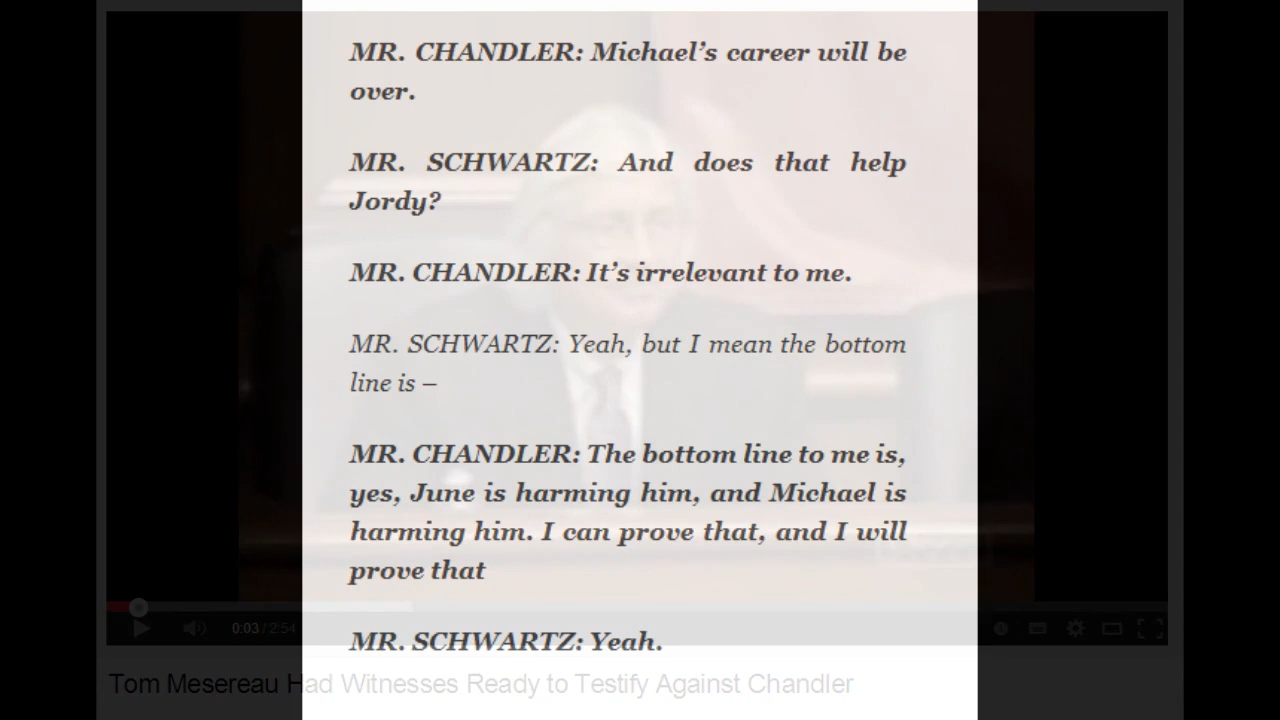 MR. CHANDLER: Michael's career will be
over.
MR. SCHWARTZ: And does that help
Jordy?
MR. CHANDLER: It's irrelevant to me.
MR. SCHWARTZ: Yeah, but I mean the bottom
line is –
MR. CHANDLER: The bottom line to me is,
yes, June is harming him, and Michael is
harming him. I can prove that, and I will
prove that
0:03 / 2:54
MR. SCHWARTZ: Yeah.
Tom Mesereau Had Witnesses Ready to Testify Against Chandler